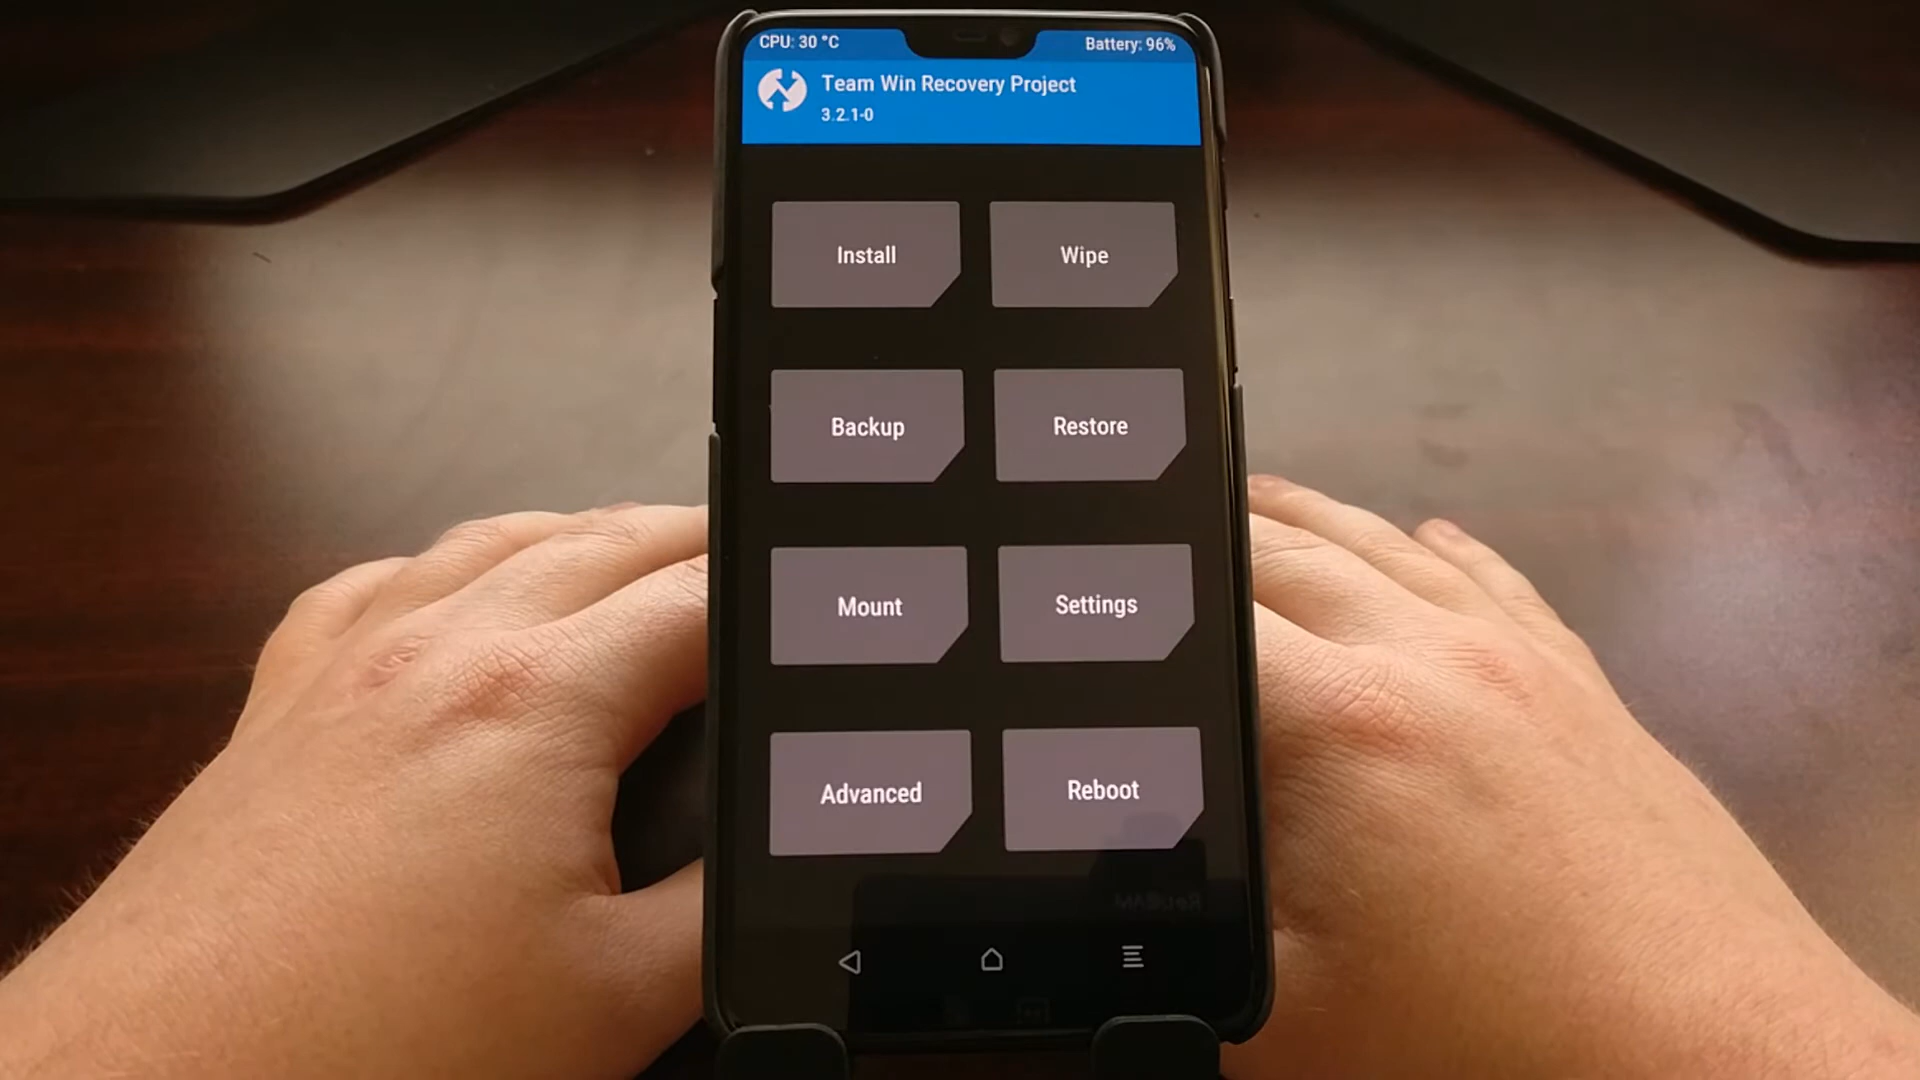 CPU: 30 °C
Battery: 96%
Team Win Recovery Project
3.2.1-0
Install
Wipe
Backup
Restore
Mount
Settings
Advanced
Reboot